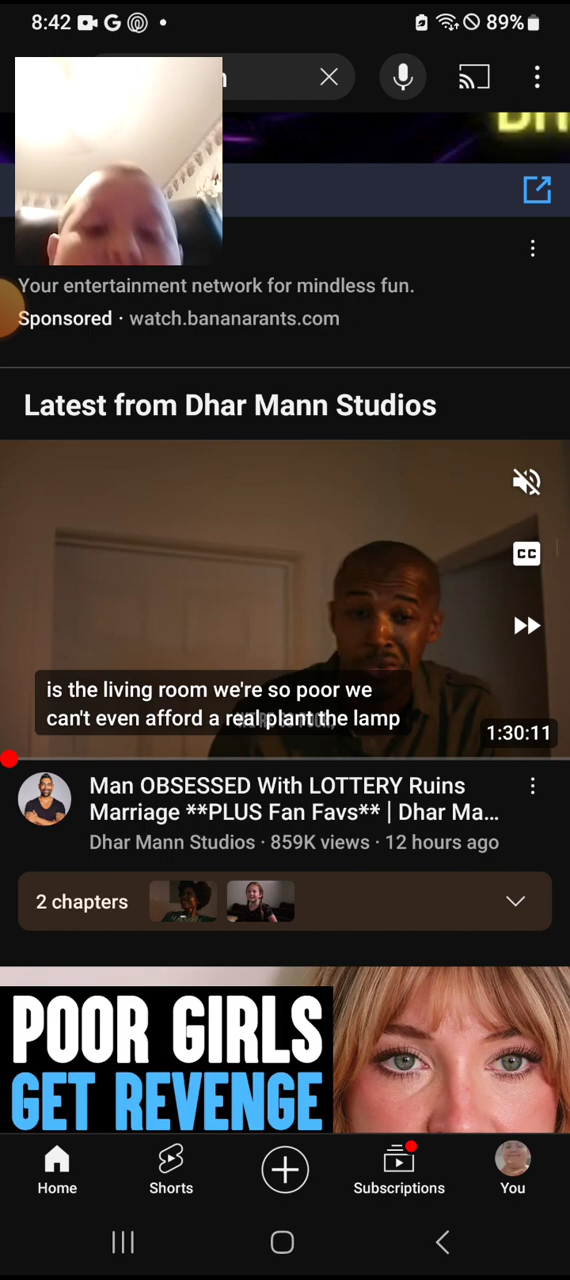 8:42
89%
Your entertainment network for mindless fun.
Sponsored · watch.bananarants.com
Latest from Dhar Mann Studios
CC
is the living room we're so poor we
can't even afford a real plant the lamp
1:30:11
Man OBSESSED With LOTTERY Ruins
Marriage **PLUS Fan Favs** | Dhar Ma...
Dhar Mann Studios · 859K views · 12 hours ago
2 chapters
POOR GIRLS
GET REVENGE
Home
Shorts
Subscriptions
You